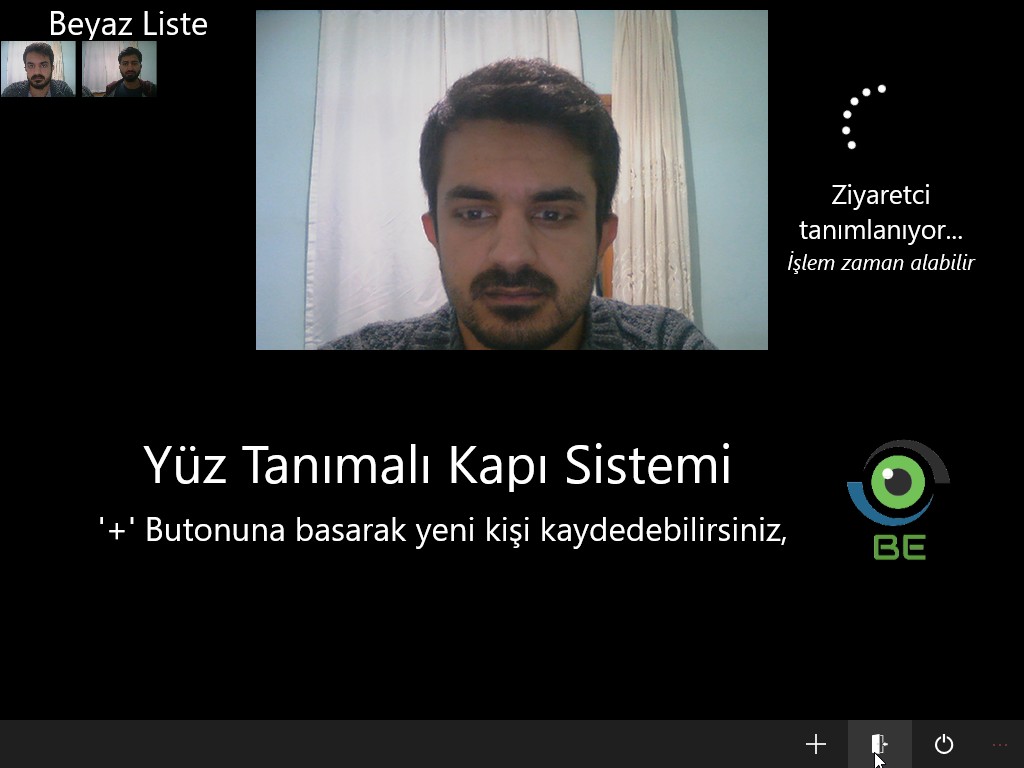 Beyaz Liste
Ziyaretci
tanımlanıyor...
İşlem zaman alabilir
Yüz Tanımalı Kapı Sistemi
'+' Butonuna basarak yeni kişi kaydedebilirsiniz,
BE